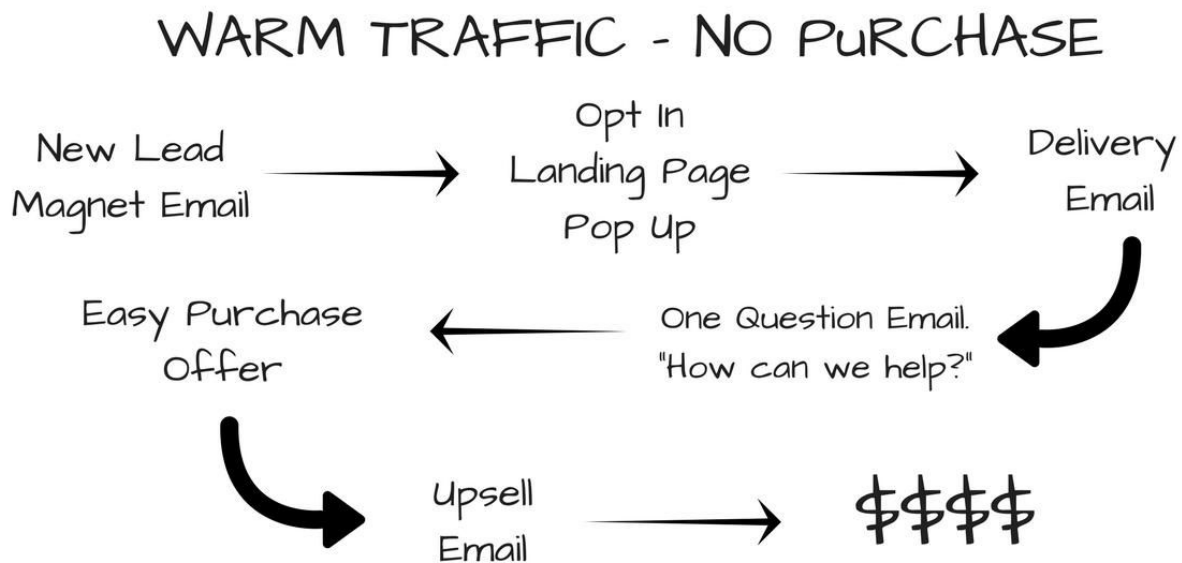 WARM TRAFFIC - NO PURCHASE
New Lead
Magnet Email
Opt In
Landing Page
Pop Up
Delivery
Email
One Question Email.
"How can we help?"
Easy Purchase
Offer
Upsell
Email
$$$$